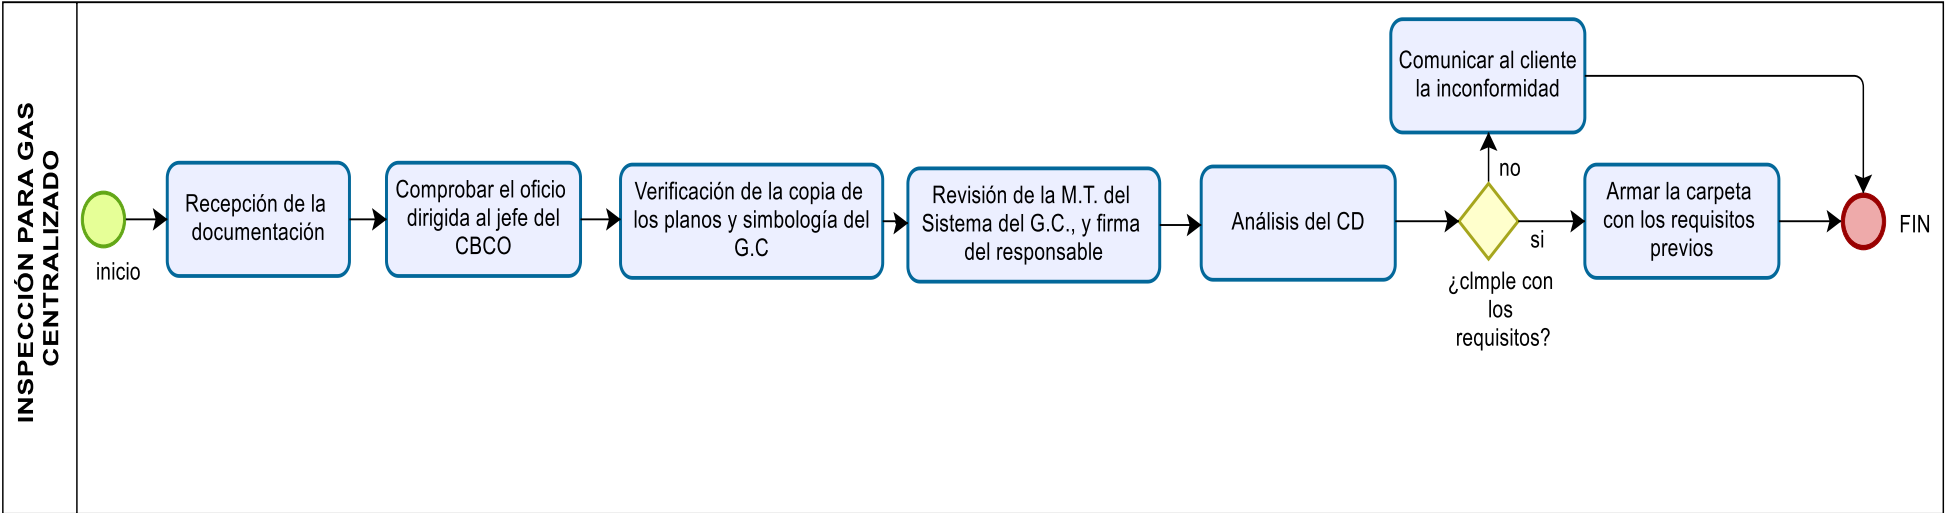 INSPECCIÓN PARA GAS
CENTRALIZADO
inicio
Recepción de la
documentación
Comprobar el oficio
dirigida al jefe del
CBCO
Verificación de la copia de
los planos y simbología del
G.C
Revisión de la M.T. del
Sistema del G.C., y firma
del responsable
Análisis del CD
¿cImple con
los
requisitos?
no
Comunicar al cliente
la inconformidad
si
Armar la carpeta
con los requisitos
previos
FIN